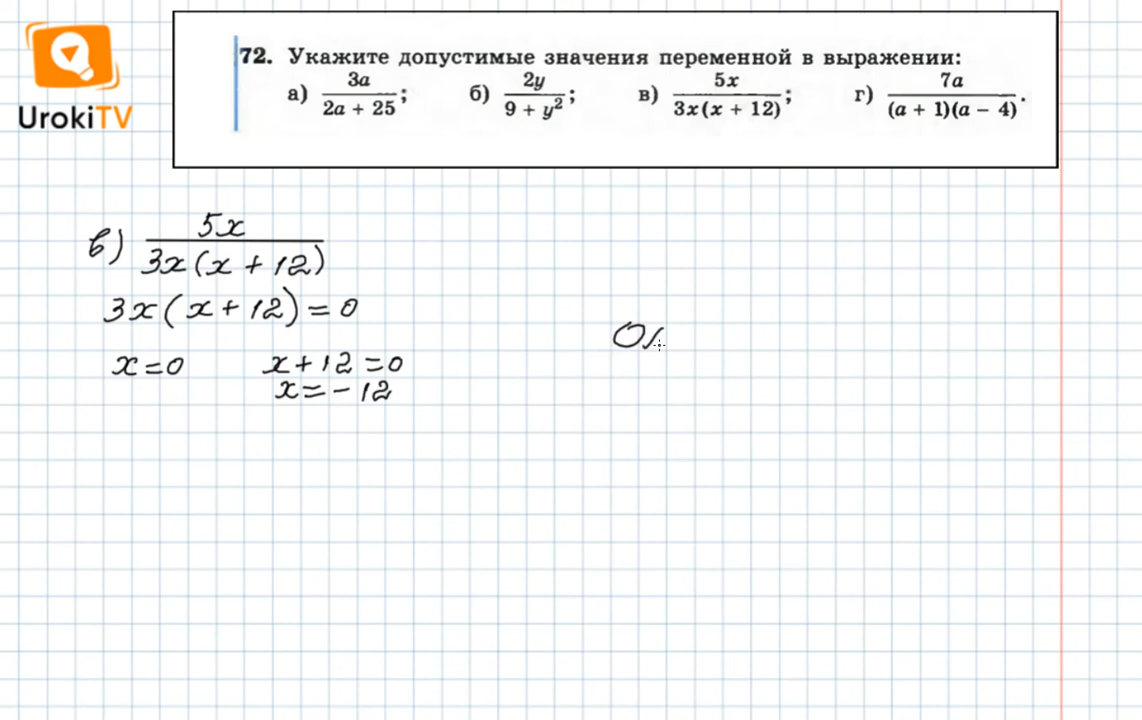 UrokiTV
72. Укажите допустимые значения переменной в выражении:
а) 3a / (2a + 25); б) 2y / (9 + y²); в) 5x / (3x(x + 12)); г) 7a / ((a + 1)(a − 4)).
в) 5x / (3x(x + 12))
3x(x + 12) = 0
x = 0 x + 12 = 0
x = − 12